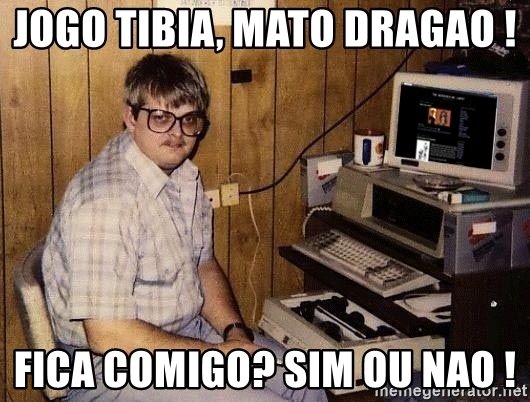 JOGO TIBIA, MATO DRAGAO !
FICA COMIGO? SIM OU NAO !
memegenerator.net